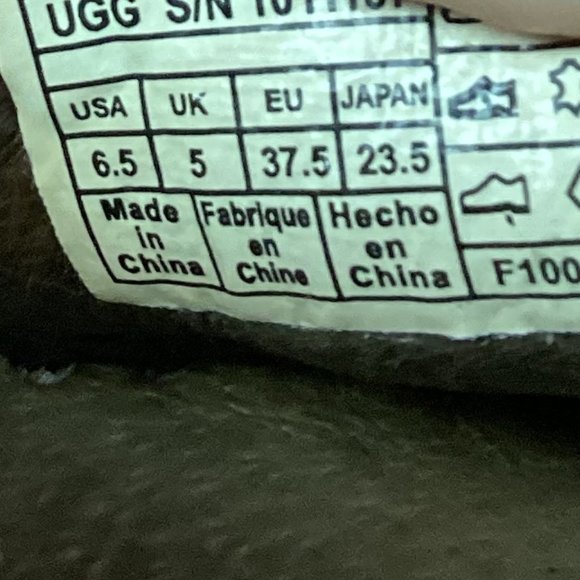 UGG S/N
USA UK EU JAPAN
6.5 5 37.5 23.5
Made Fabrique Hecho
in en en
China Chine China
F100